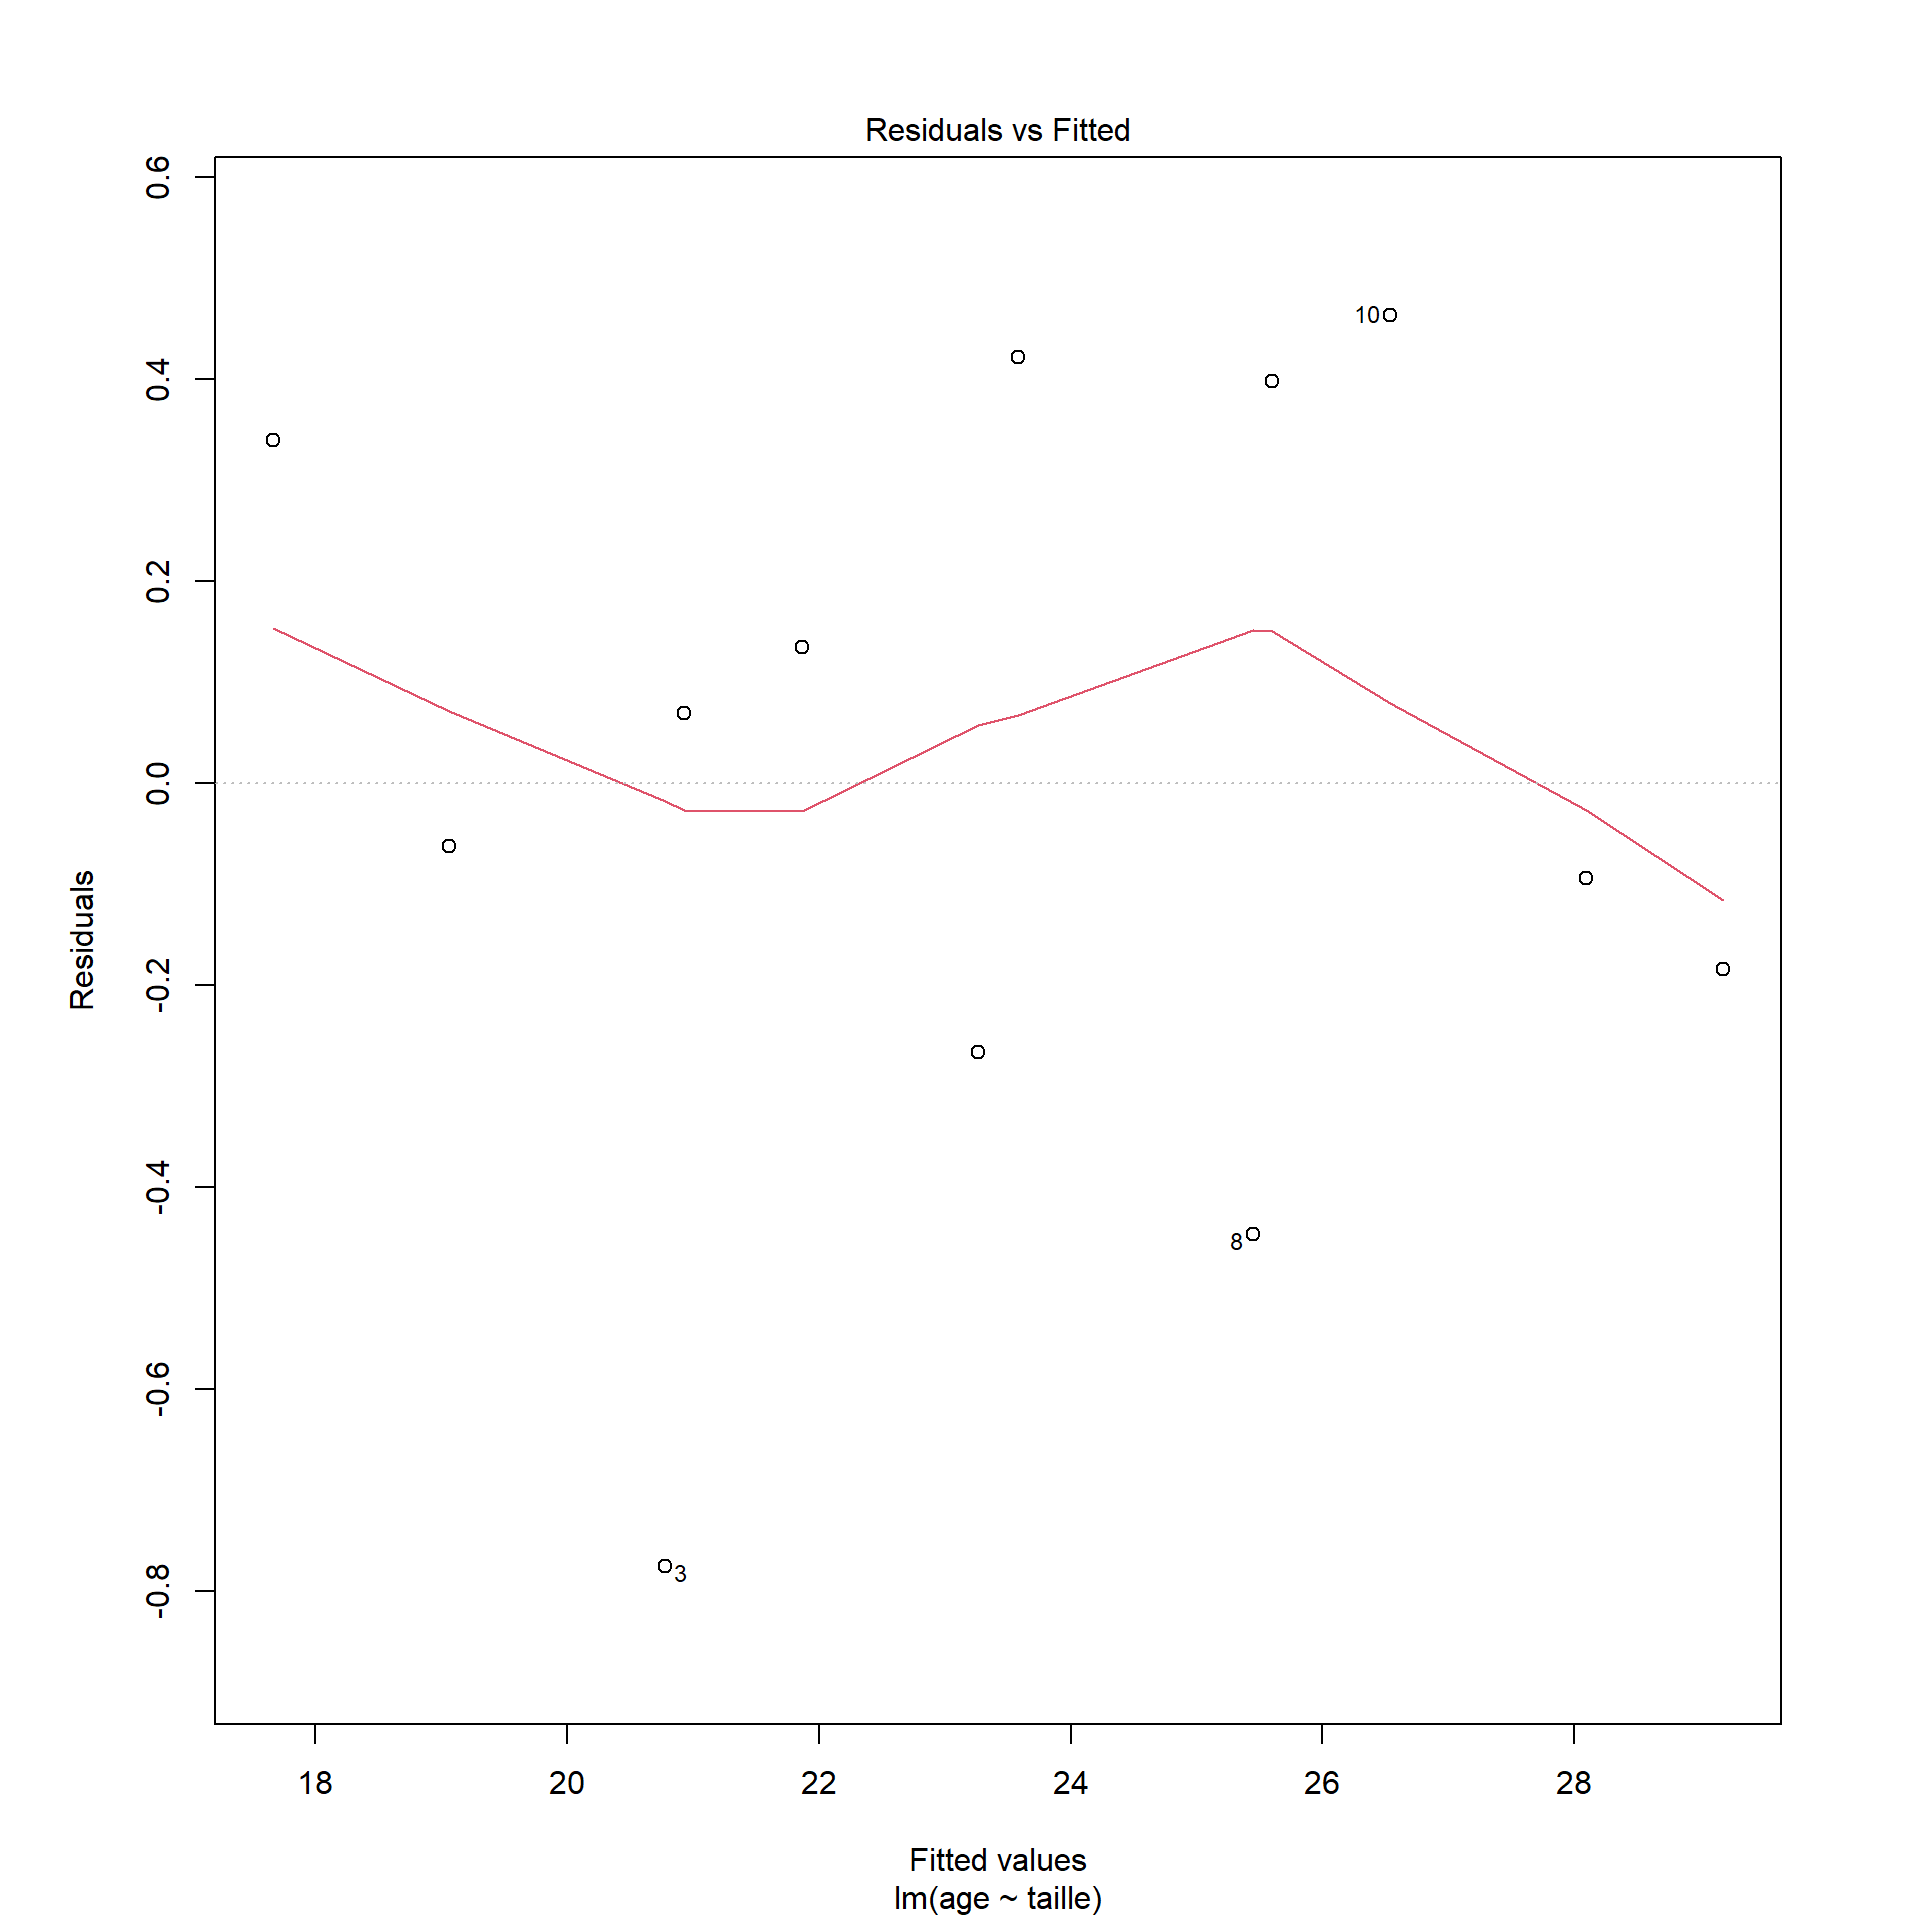 Residuals vs Fitted
0.6
0.4
0.2
0.0
-0.2
-0.4
-0.6
-0.8
Residuals
10
8
3
18 20 22 24 26 28
Fitted values
lm(age ~ taille)